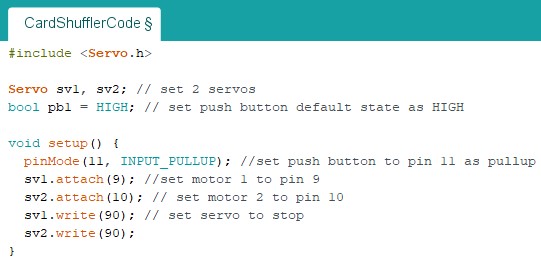 CardShufflerCode §
#include <Servo.h>
Servo sv1, sv2; // set 2 servos
bool pb1 = HIGH; // set push button default state as HIGH
void setup() {
pinMode(11, INPUT_PULLUP); //set push button to pin 11 as pullup
sv1.attach(9); //set motor 1 to pin 9
sv2.attach(10); // set motor 2 to pin 10
sv1.write(90); // set servo to stop
sv2.write(90);
}